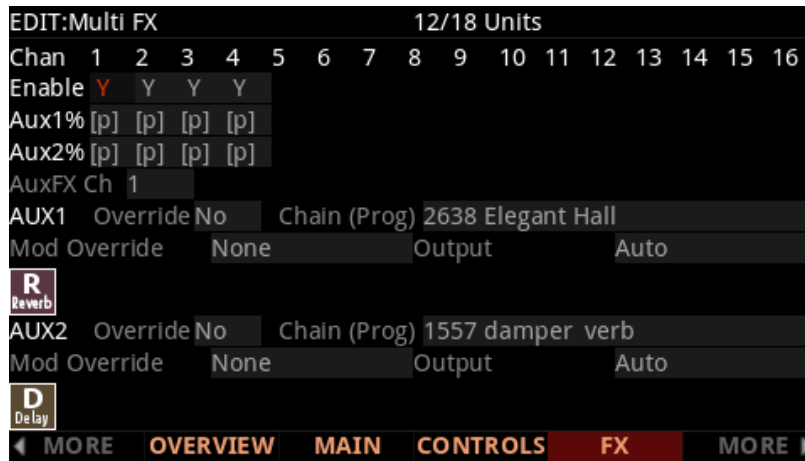 EDIT:Multi FX 12/18 Units
Chan 1 2 3 4 5 6 7 8 9 10 11 12 13 14 15 16
Enable Y Y Y Y
Aux1% [p] [p] [p] [p]
Aux2% [p] [p] [p] [p]
AuxFX Ch 1
AUX1 Override No Chain (Prog) 2638 Elegant Hall
Mod Override None Output Auto
R
Reverb
AUX2 Override No Chain (Prog) 1557 damper verb
Mod Override None Output Auto
D
Delay
MORE OVERVIEW MAIN CONTROLS FX MORE